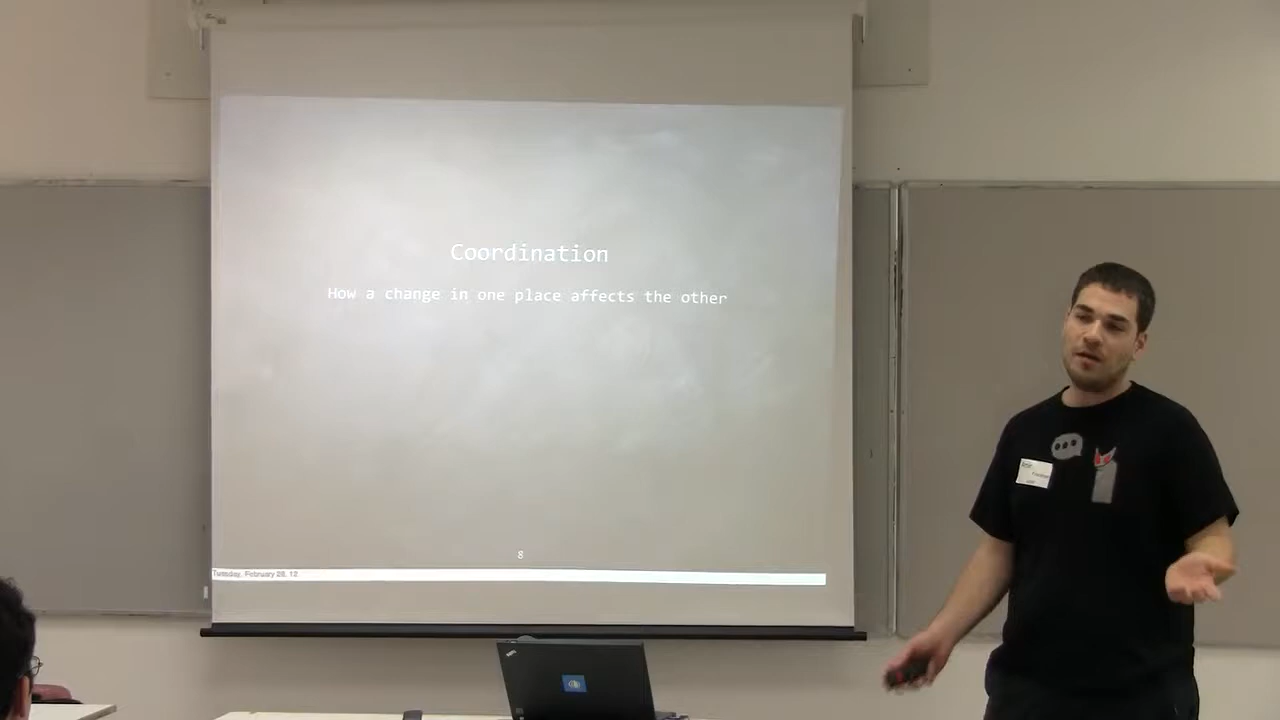 Coordination
How a change in one place affects the other
8
Tuesday, February 28, 12